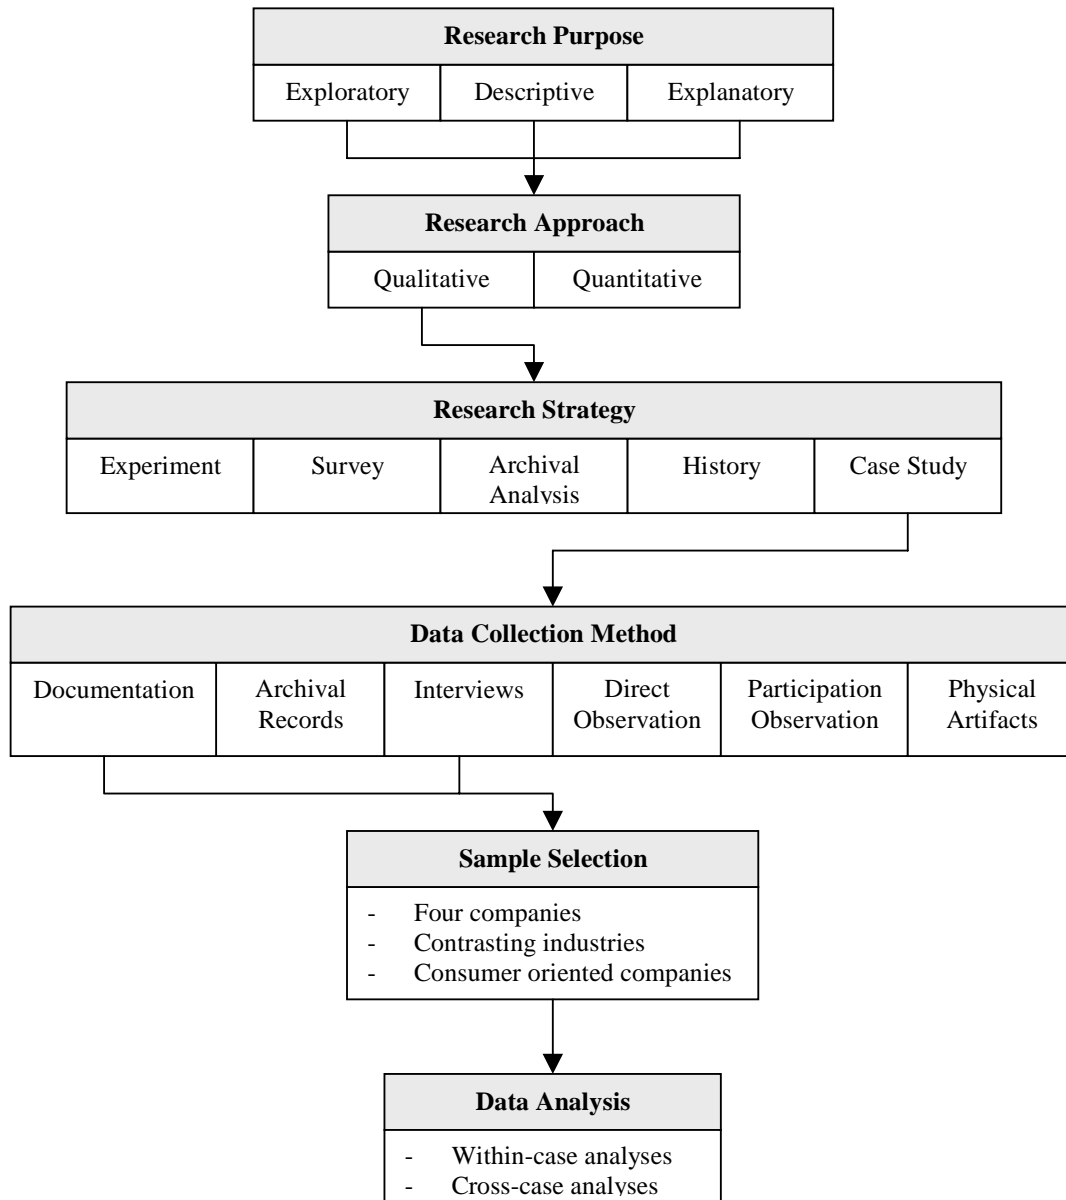 Research Purpose
Exploratory
Descriptive
Explanatory
Research Approach
Qualitative
Quantitative
Research Strategy
Experiment
Survey
Archival
Analysis
History
Case Study
Data Collection Method
Documentation
Archival
Records
Interviews
Direct
Observation
Participation
Observation
Physical
Artifacts
Sample Selection
- Four companies
- Contrasting industries
- Consumer oriented companies
Data Analysis
- Within-case analyses
- Cross-case analyses